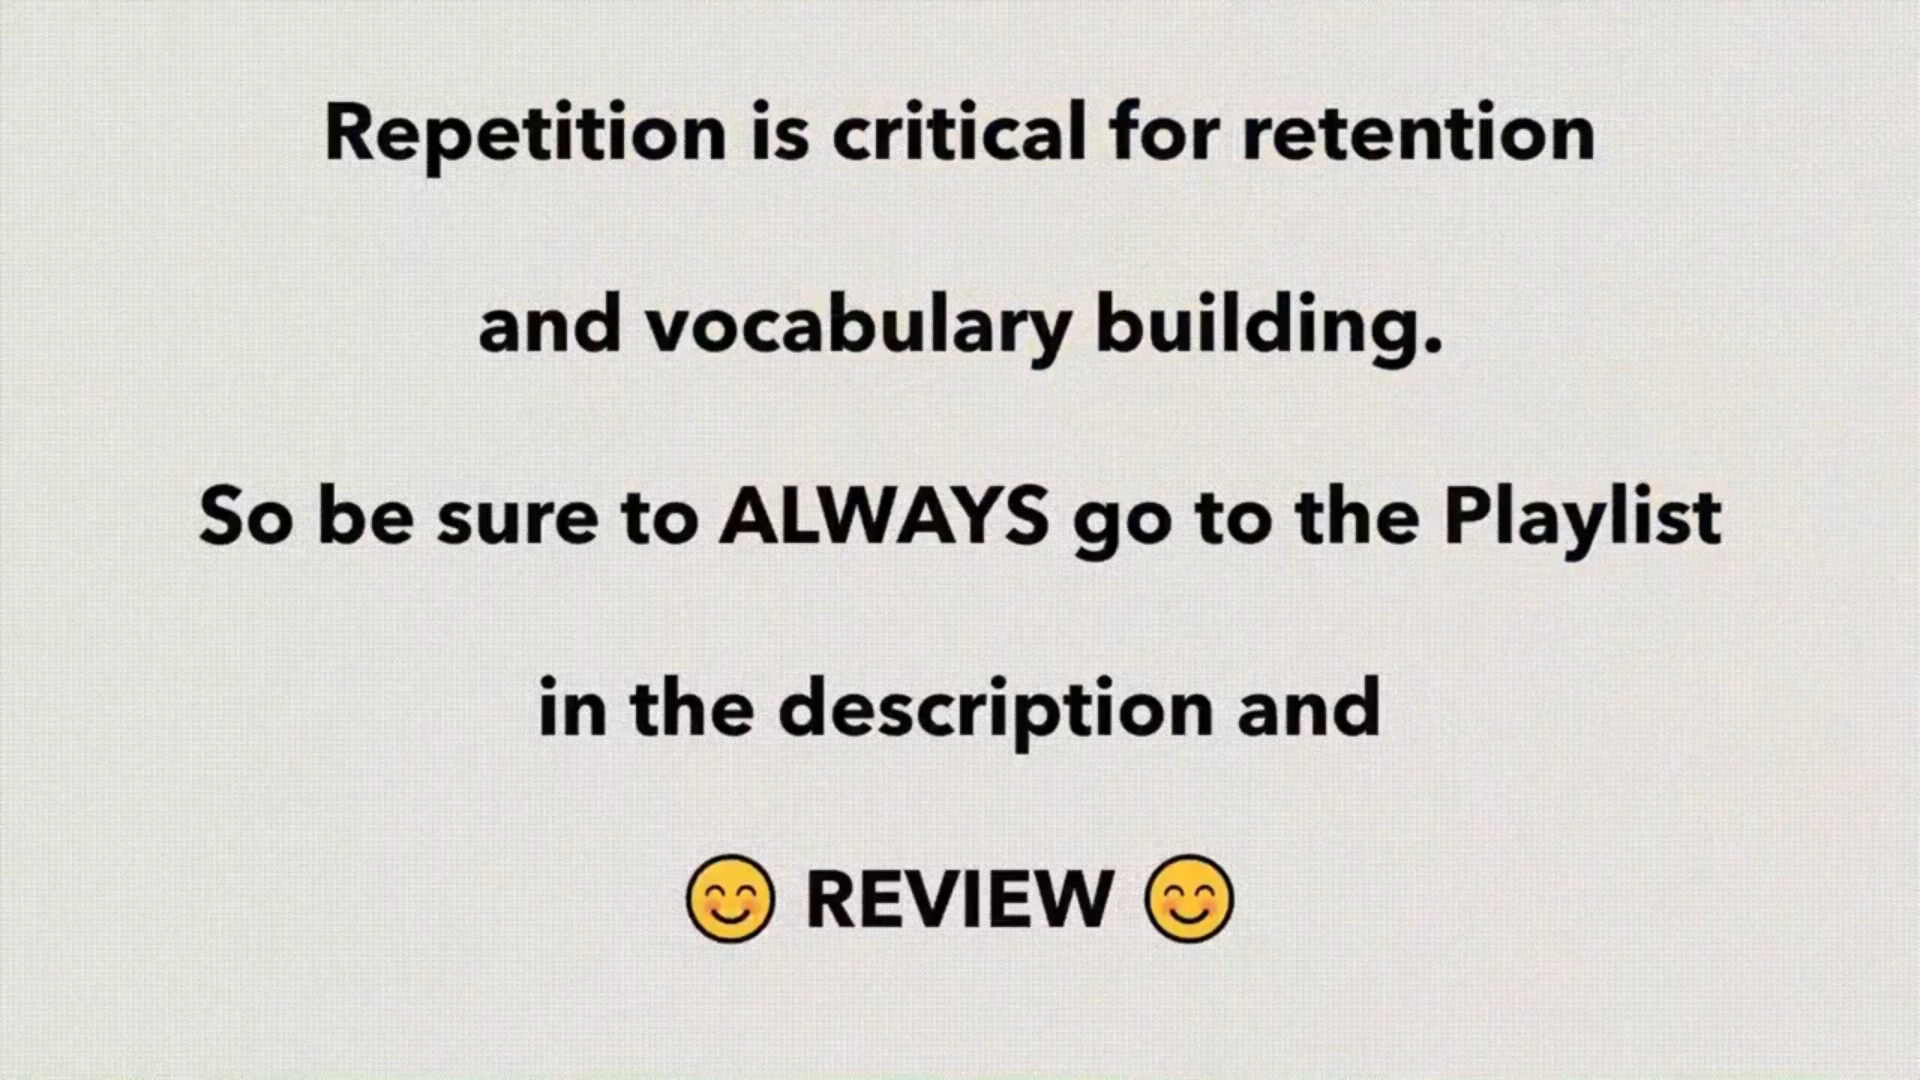 Repetition is critical for retention
and vocabulary building.
So be sure to ALWAYS go to the Playlist
in the description and
😊 REVIEW 😊